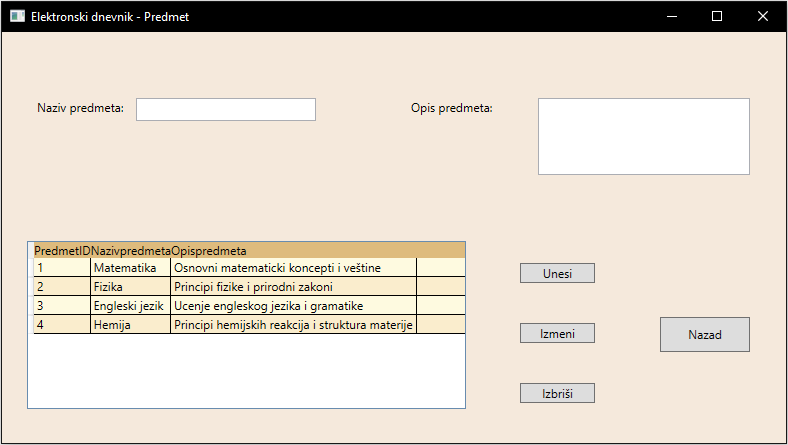 Elektronski dnevnik - Predmet
Naziv predmeta: Opis predmeta:
PredmetID Nazivpredmeta Opispredmeta
1 Matematika Osnovni matematicki koncepti i veštine
2 Fizika Principi fizike i prirodni zakoni
3 Engleski jezik Ucenje engleskog jezika i gramatike
4 Hemija Principi hemijskih reakcija i struktura materije
Unesi
Izmeni
Nazad
Izbriši